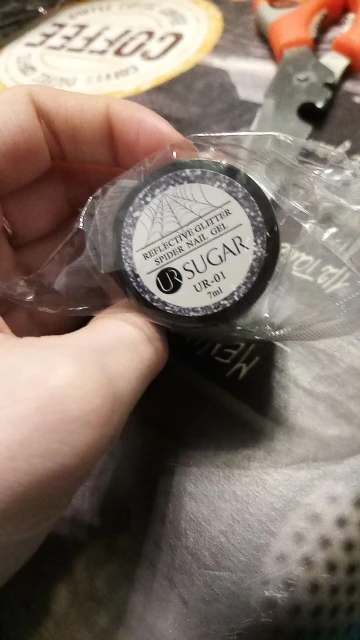 COFFEE
REFLECTIVE GLITTER
SPIDER NAIL GEL
UR SUGAR
UR-01
7ml